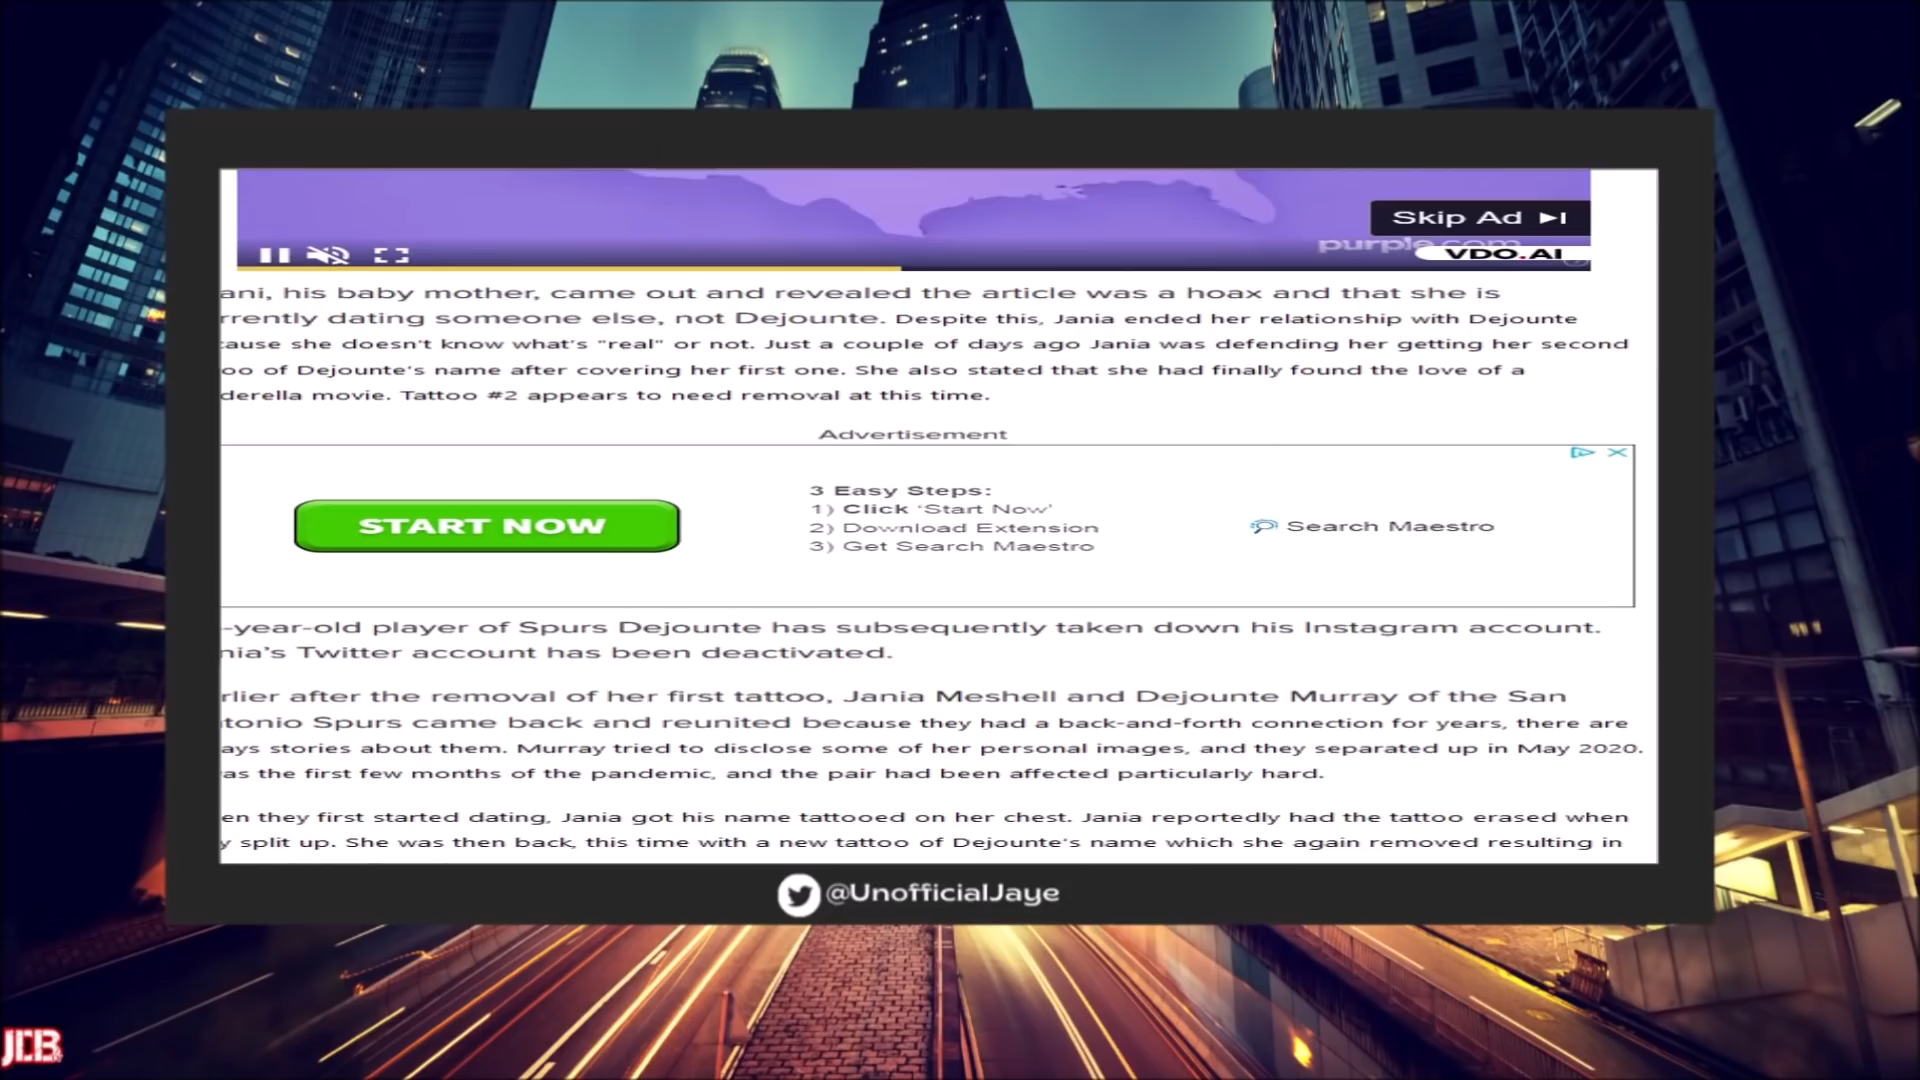 Skip Ad
purple.com
VDO.AI
ani, his baby mother, came out and revealed the article was a hoax and that she is
rrently dating someone else, not Dejounte. Despite this, Jania ended her relationship with Dejounte
cause she doesn't know what's "real" or not. Just a couple of days ago Jania was defending her getting her second
oo of Dejounte's name after covering her first one. She also stated that she had finally found the love of a
derella movie. Tattoo #2 appears to need removal at this time.
Advertisement
START NOW
3 Easy Steps:
1) Click 'Start Now'
2) Download Extension
3) Get Search Maestro
Search Maestro
-year-old player of Spurs Dejounte has subsequently taken down his Instagram account.
nia's Twitter account has been deactivated.
rlier after the removal of her first tattoo, Jania Meshell and Dejounte Murray of the San
tonio Spurs came back and reunited because they had a back-and-forth connection for years, there are
ays stories about them. Murray tried to disclose some of her personal images, and they separated up in May 2020.
as the first few months of the pandemic, and the pair had been affected particularly hard.
en they first started dating, Jania got his name tattooed on her chest. Jania reportedly had the tattoo erased when
y split up. She was then back, this time with a new tattoo of Dejounte's name which she again removed resulting in
@UnofficialJaye
JCB